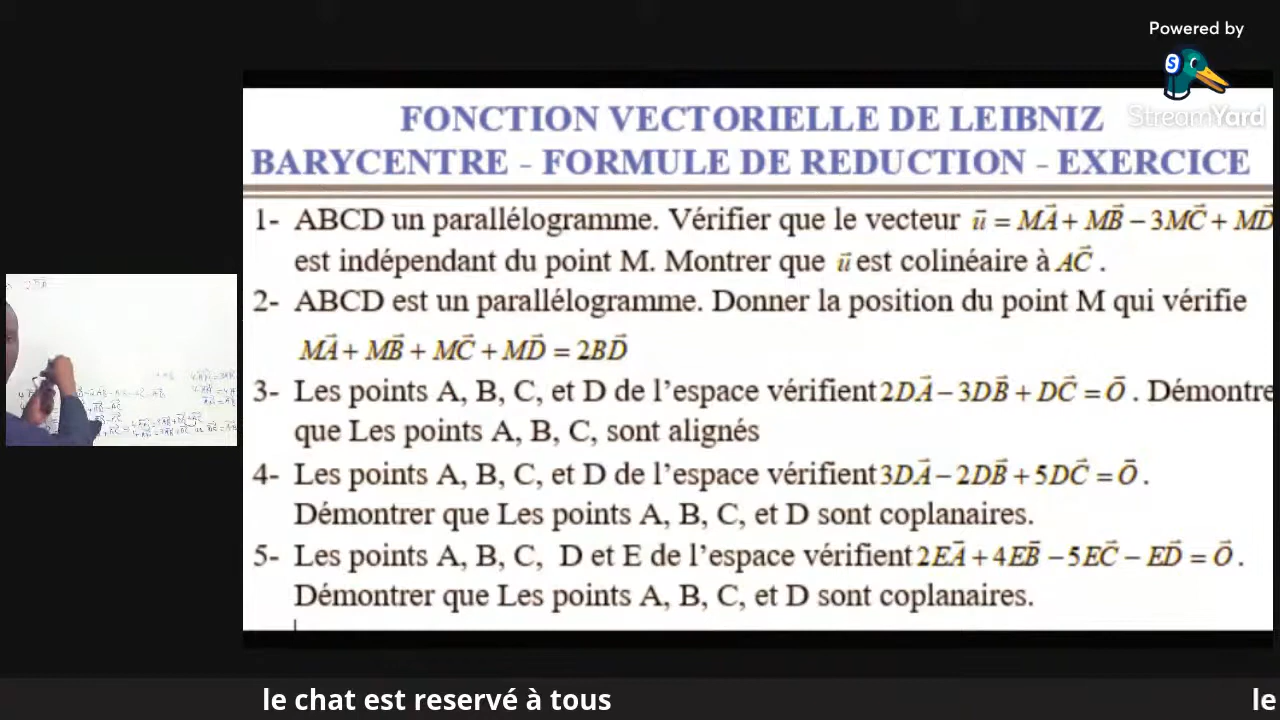 Powered by
S
StreamYard
FONCTION VECTORIELLE DE LEIBNIZ
BARYCENTRE - FORMULE DE REDUCTION - EXERCICE
1- ABCD un parallélogramme. Vérifier que le vecteur u⃗ = MA⃗ + MB⃗ − 3MC⃗ + MD⃗
est indépendant du point M. Montrer que u⃗ est colinéaire à AC⃗ .
2- ABCD est un parallélogramme. Donner la position du point M qui vérifie
MA⃗ + MB⃗ + MC⃗ + MD⃗ = 2BD⃗
3- Les points A, B, C, et D de l’espace vérifient 2DA⃗ − 3DB⃗ + DC⃗ = O⃗ . Démontre
que Les points A, B, C, sont alignés
4- Les points A, B, C, et D de l’espace vérifient 3DA⃗ − 2DB⃗ + 5DC⃗ = O⃗ .
Démontrer que Les points A, B, C, et D sont coplanaires.
5- Les points A, B, C, D et E de l’espace vérifient 2EA⃗ + 4EB⃗ − 5EC⃗ − ED⃗ = O⃗ .
Démontrer que Les points A, B, C, et D sont coplanaires.
le chat est reservé à tous
le